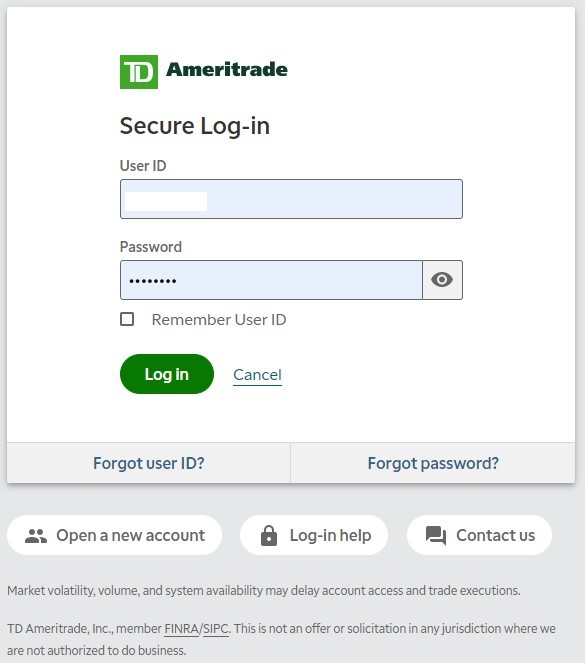 TD Ameritrade
Secure Log-in
User ID
Password
••••••••
Remember User ID
Log in
Cancel
Forgot user ID?
Forgot password?
Open a new account
Log-in help
Contact us
Market volatility, volume, and system availability may delay account access and trade executions.
TD Ameritrade, Inc., member FINRA/SIPC. This is not an offer or solicitation in any jurisdiction where we
are not authorized to do business.